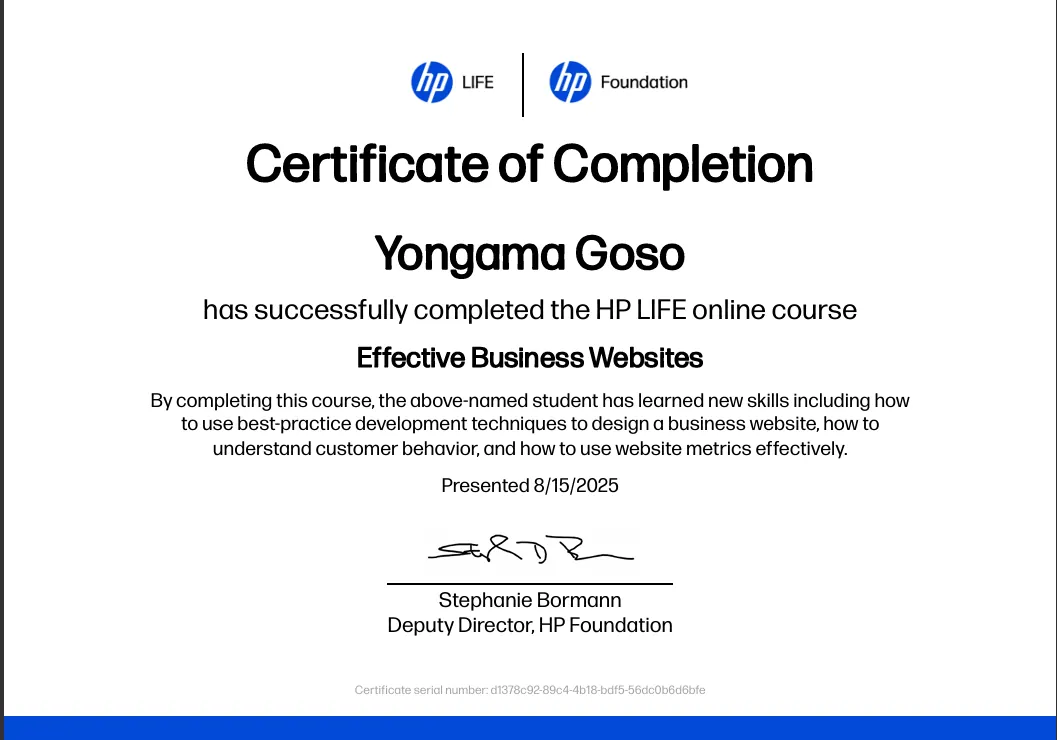 hp LIFE | hp Foundation
Certificate of Completion
Yongama Goso
has successfully completed the HP LIFE online course
Effective Business Websites
By completing this course, the above-named student has learned new skills including how
to use best-practice development techniques to design a business website, how to
understand customer behavior, and how to use website metrics effectively.
Presented 8/15/2025
Stephanie Bormann
Deputy Director, HP Foundation
Certificate serial number: d1378c92-89c4-4b18-bdf5-56dc0b6d6bfe